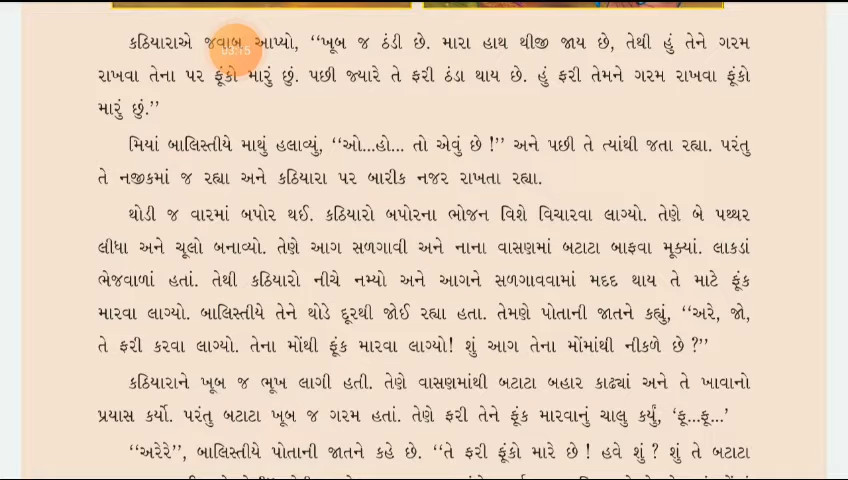 કઠિયારાએ જવાબ આપ્યો, “ખૂબ જ ઠંડી છે. મારા હાથ થીજી જાય છે, તેથી હું તેને ગરમ
રાખવા તેના પર ફૂંકો મારું છું. પછી જ્યારે તે ફરી ઠંડા થાય છે. હું ફરી તેમને ગરમ રાખવા ફૂંકો
મારું છું.”
03:15
મિયાં બાલિસ્તીયે માથું હલાવ્યું, “ઓ...હો... તો એવું છે !” અને પછી તે ત્યાંથી જતા રહ્યા. પરંતુ
તે નજીકમાં જ રહ્યા અને કઠિયારા પર બારીક નજર રાખતા રહ્યા.
થોડી જ વારમાં બપોર થઈ. કઠિયારો બપોરના ભોજન વિશે વિચારવા લાગ્યો. તેણે બે પથ્થર
લીધા અને ચૂલો બનાવ્યો. તેણે આગ સળગાવી અને નાના વાસણમાં બટાટા બાફવા મૂક્યાં. લાકડાં
ભેજવાળાં હતાં. તેથી કઠિયારો નીચે નમ્યો અને આગને સળગાવવામાં મદદ થાય તે માટે ફૂંક
મારવા લાગ્યો. બાલિસ્તીયે તેને થોડે દૂરથી જોઈ રહ્યા હતા. તેમણે પોતાની જાતને કહ્યું, “અરે, જો,
તે ફરી કરવા લાગ્યો. તેના મોંથી ફૂંક મારવા લાગ્યો! શું આગ તેના મોંમાંથી નીકળે છે ?”
કઠિયારાને ખૂબ જ ભૂખ લાગી હતી. તેણે વાસણમાંથી બટાટા બહાર કાઢ્યાં અને તે ખાવાનો
પ્રયાસ કર્યો. પરંતુ બટાટા ખૂબ જ ગરમ હતાં. તેણે ફરી તેને ફૂંક મારવાનું ચાલુ કર્યું, ‘ફૂ...ફૂ...’
“અરેરે”, બાલિસ્તીયે પોતાની જાતને કહે છે. “તે ફરી ફૂંકો મારે છે ! હવે શું ? શું તે બટાટા